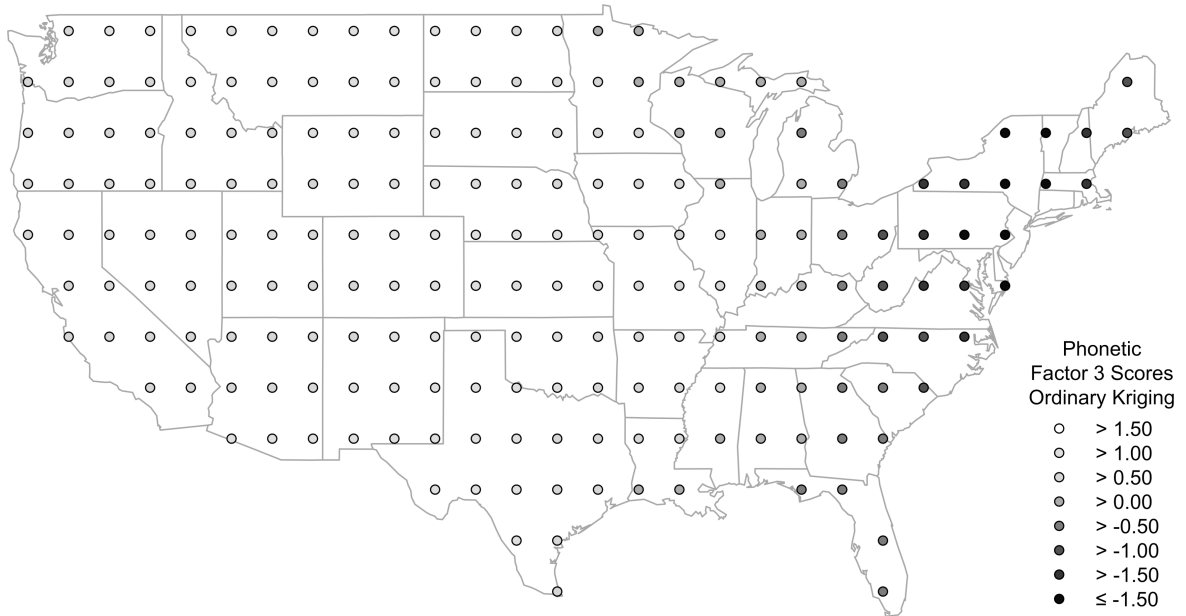 Phonetic
Factor 3 Scores
Ordinary Kriging
> 1.50
> 1.00
> 0.50
> 0.00
> -0.50
> -1.00
> -1.50
≤ -1.50